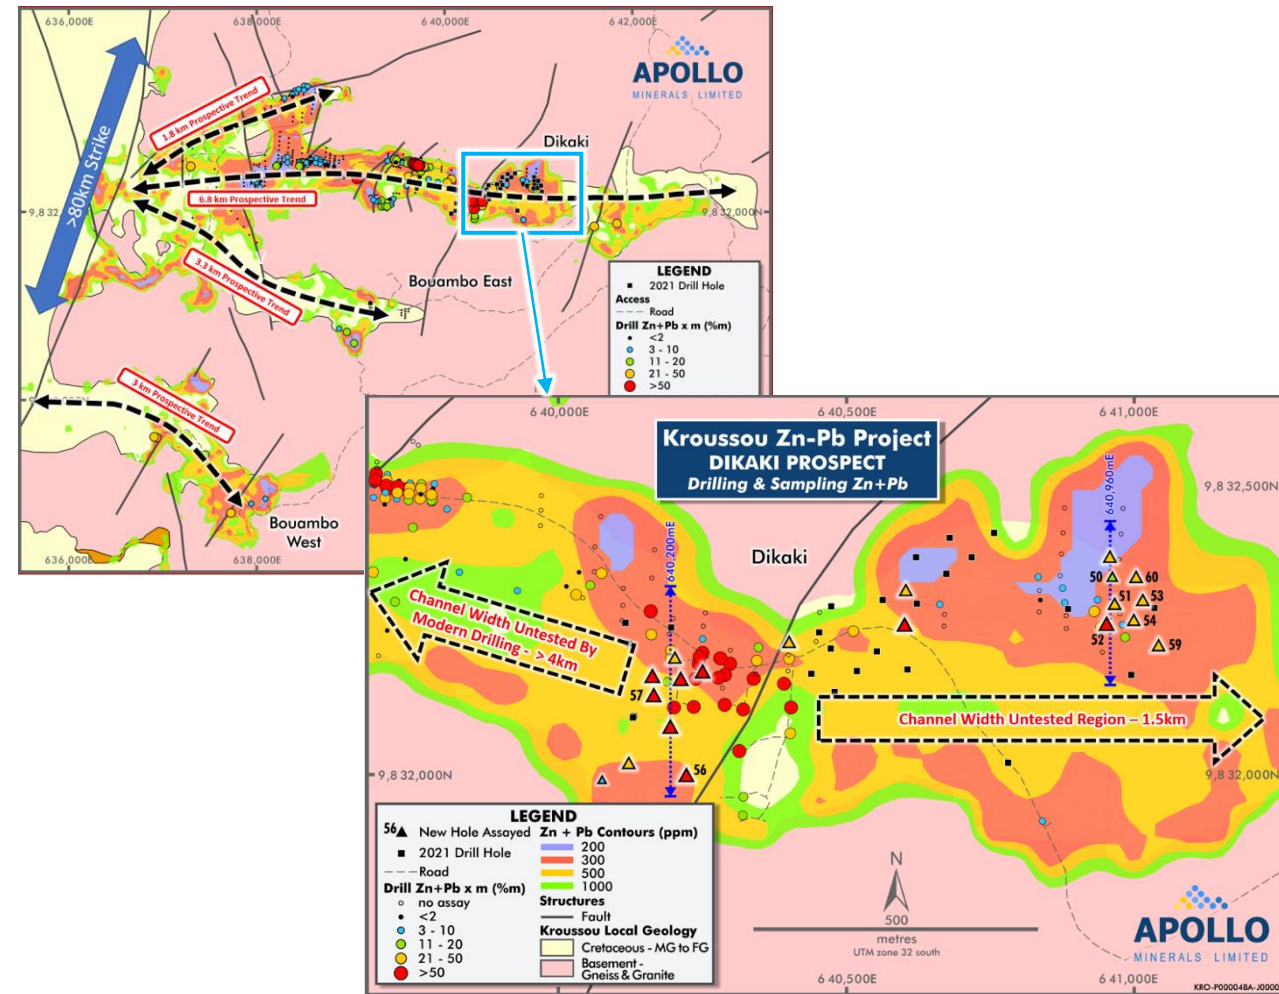 636,000E
638,000E
6 40,000E
6 42,000E
APOLLO
MINERALS LIMITED
>80km Strike
1.8 km Prospective Trend
Dikaki
6.8 km Prospective Trend
9,8 32
9,8 32,000N
3.3 km Prospective Trend
Bouambo East
LEGEND
2021 Drill Hole
Access
Road
Drill Zn+Pb x m (%m)
<2
3 - 10
11 - 20
21 - 50
>50
3 km Prospective Trend
Bouambo
West
636,000E
638,000E
6 40,000E
6 40,500E
6 41,000E
Kroussou Zn-Pb Project
DIKAKI PROSPECT
Drilling & Sampling Zn+Pb
640,960mE
9,8 32,500N
640,200mE
Dikaki
50
60
51
53
54
52
59
Channel Width Untested By
Modern Drilling - > 4km
57
Channel Width Untested Region – 1.5km
56
9,8 32,000N
9,8 32,000N
LEGEND
56 New Hole Assayed
2021 Drill Hole
Road
Drill Zn+Pb x m (%m)
no assay
<2
3 - 10
11 - 20
21 - 50
>50
Zn + Pb Contours (ppm)
200
300
500
1000
Structures
Fault
Kroussou Local Geology
Cretaceous - MG to FG
Basement -
Gneiss & Granite
N
500
metres
UTM zone 32 south
APOLLO
MINERALS LIMITED
6 40,500E
6 41,000E